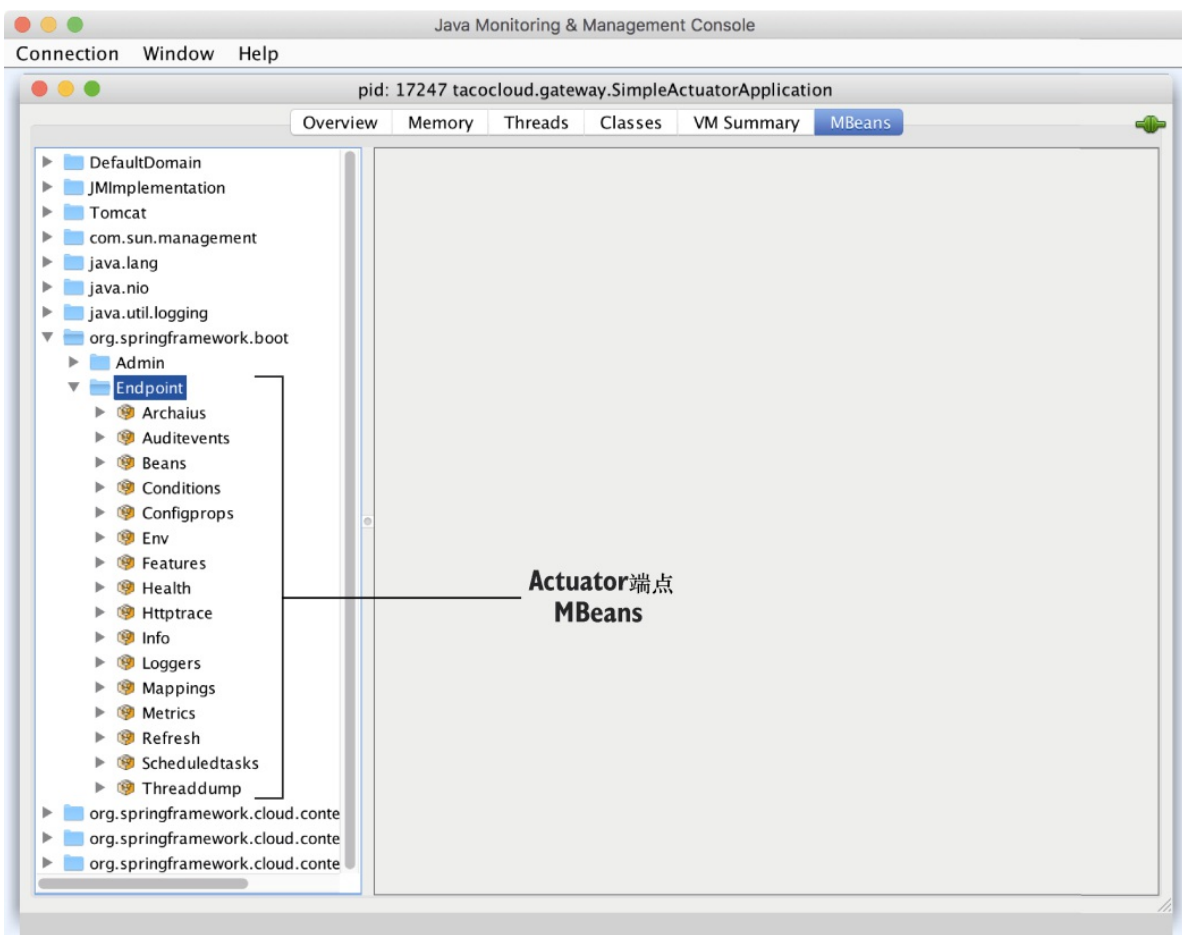 Java Monitoring & Management Console
Connection Window Help
pid: 17247 tacocloud.gateway.SimpleActuatorApplication
Overview Memory Threads Classes VM Summary MBeans
DefaultDomain
JMImplementation
Tomcat
com.sun.management
java.lang
java.nio
java.util.logging
org.springframework.boot
Admin
Endpoint
Archaius
Auditevents
Beans
Conditions
Configprops
Env
Features
Health
Httptrace
Info
Loggers
Mappings
Metrics
Refresh
Scheduledtasks
Threaddump
org.springframework.cloud.conte
org.springframework.cloud.conte
org.springframework.cloud.conte
Actuator端点
MBeans